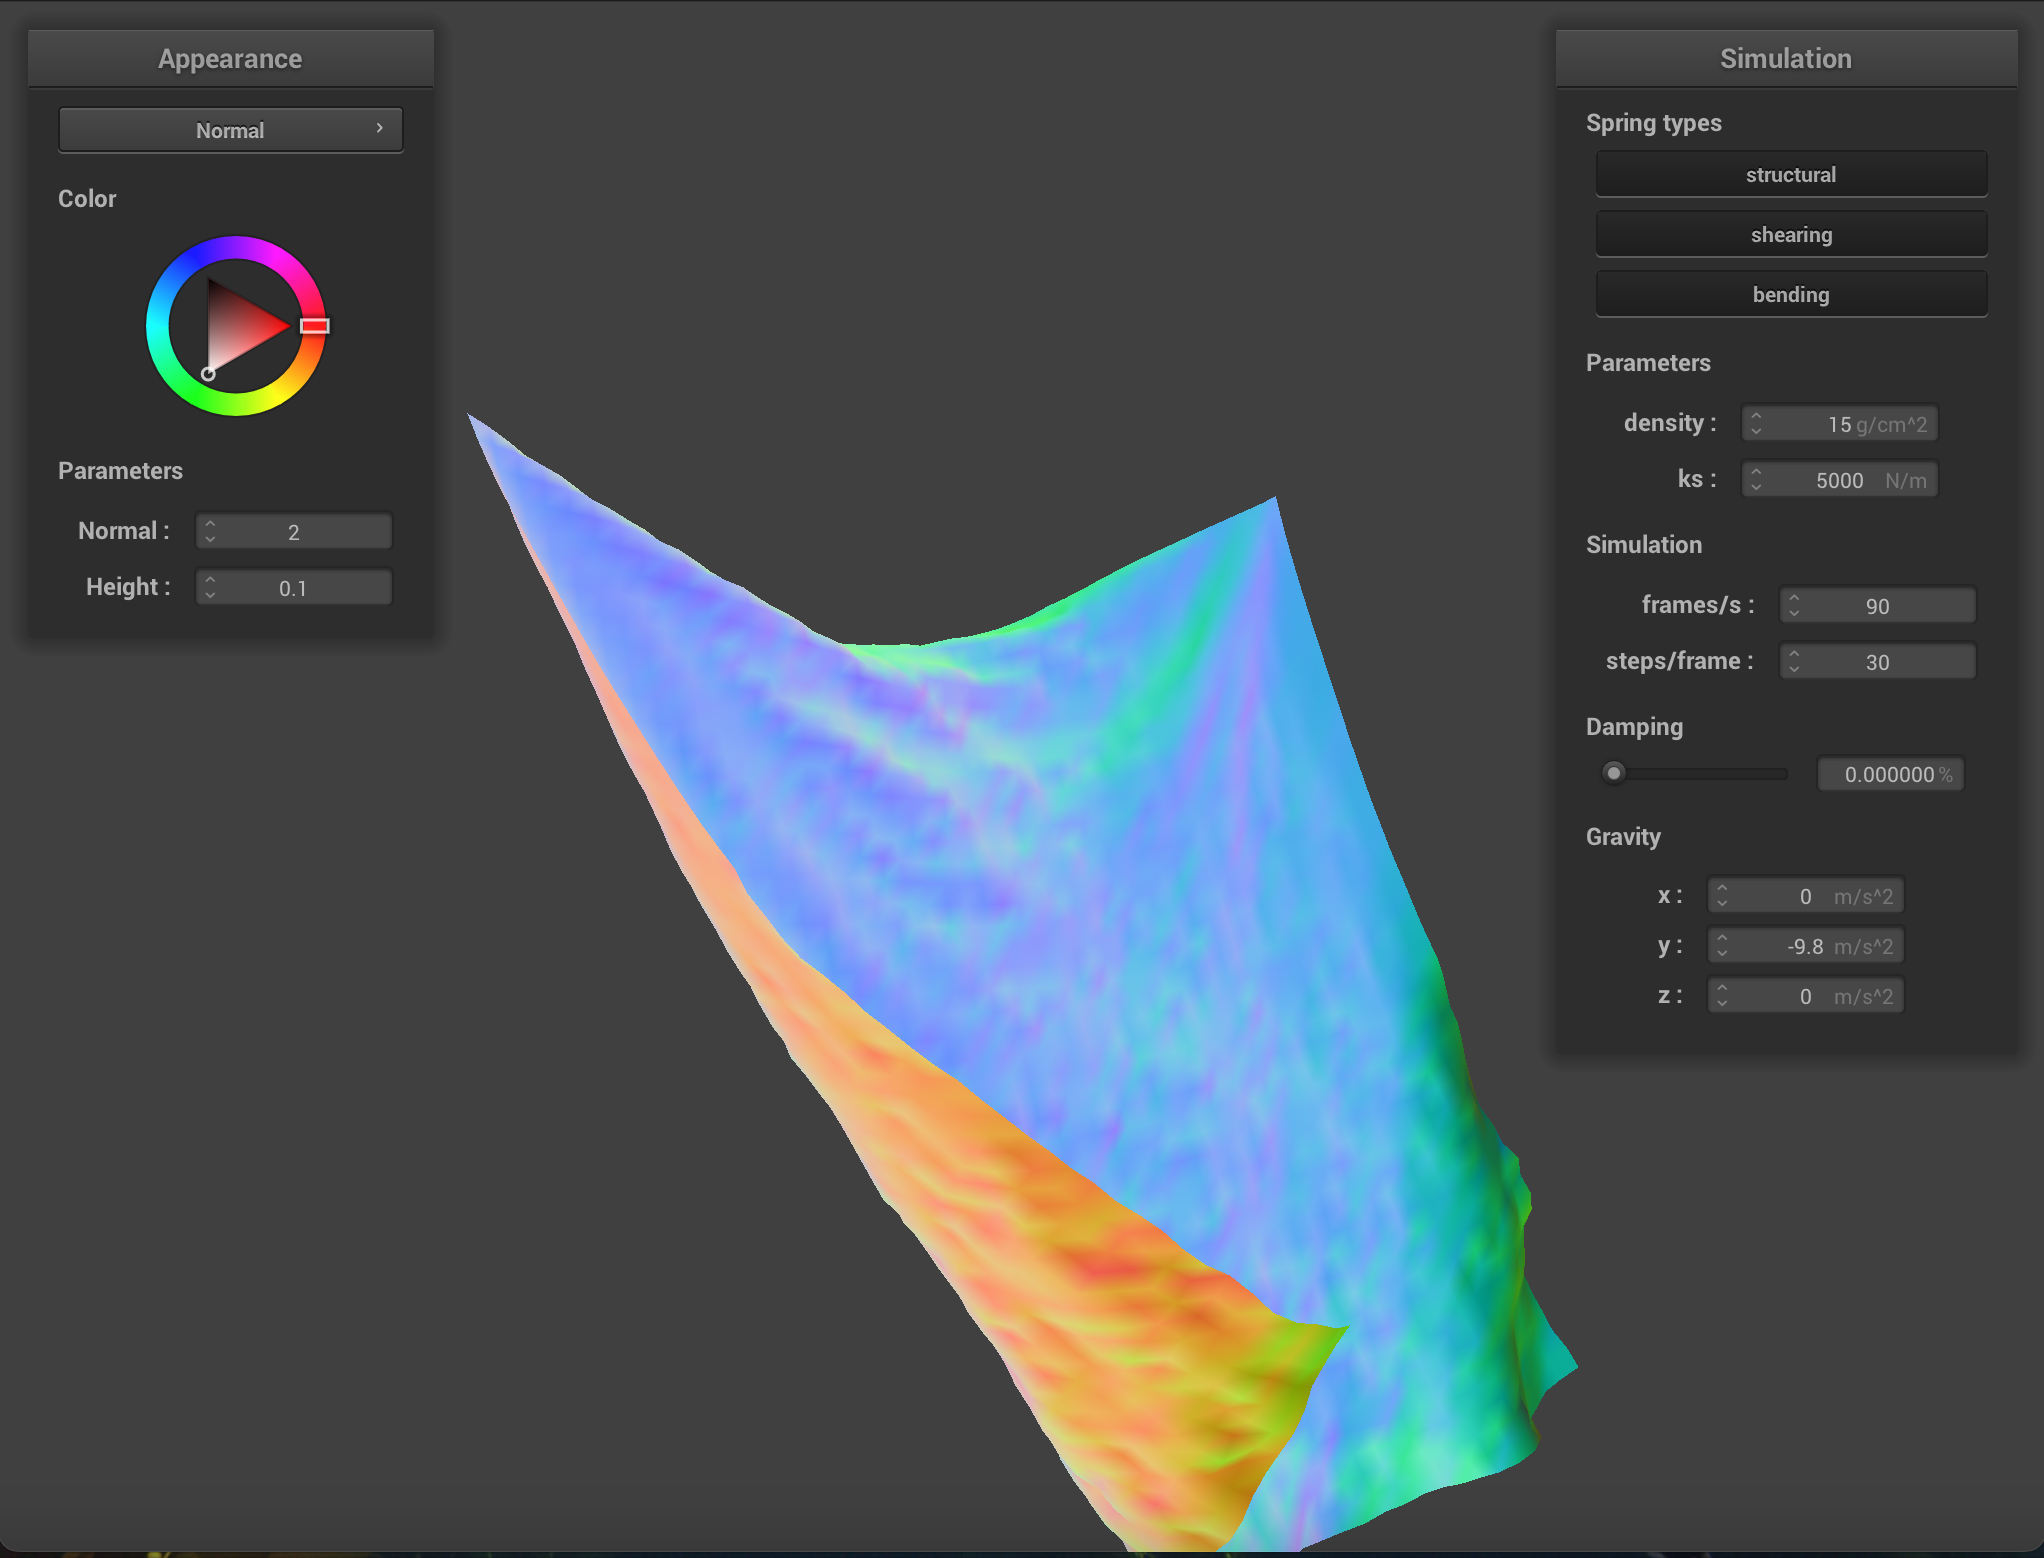 Appearance
Normal
Color
Parameters
Normal : 2
Height : 0.1
Simulation
Spring types
structural
shearing
bending
Parameters
density : 15 g/cm^2
ks : 5000 N/m
Simulation
frames/s : 90
steps/frame : 30
Damping
0.000000 %
Gravity
x : 0 m/s^2
y : -9.8 m/s^2
z : 0 m/s^2